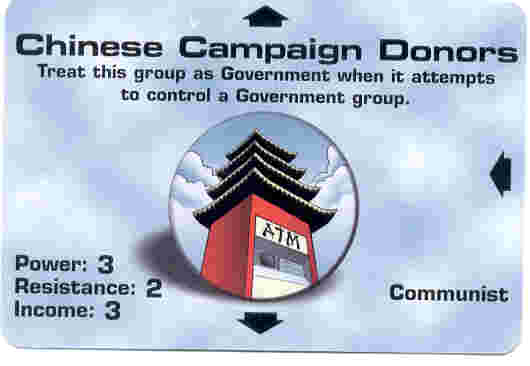 Chinese Campaign Donors
Treat this group as Government when it attempts
to control a Government group.
ATM
Power: 3
Resistance: 2
Income: 3
Communist